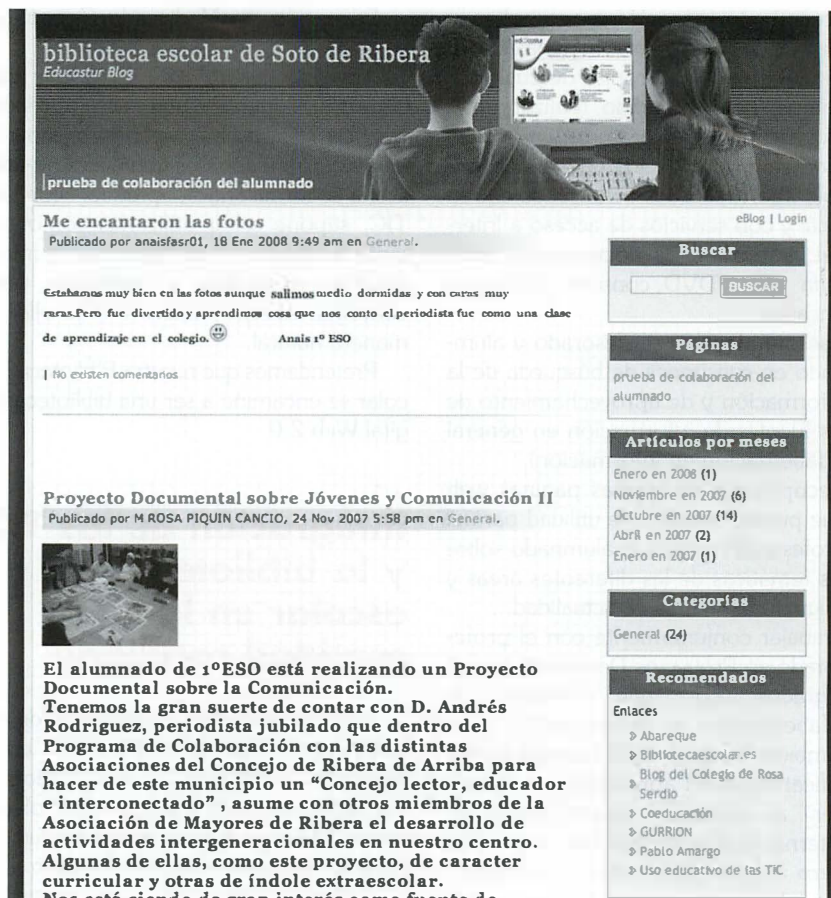 biblioteca escolar de Soto de Ribera
Educastur Blog
prueba de colaboración del alumnado
eBlog | Login
Me encantaron las fotos
Publicado por anaisfasr01, 18 Ene 2008 9:49 am en General.
Estabamos muy bien en las fotos aunque salimos medio dormidas y con caras muy
raras.Pero fue divertido y aprendimos cosa que nos conto el periodista fue como una clase
de aprendizaje en el colegio. Anais 1º ESO
| No existen comentarios
Proyecto Documental sobre Jóvenes y Comunicación II
Publicado por M.ROSA PIQUIN CANCIO, 24 Nov 2007 5:58 pm en General.
El alumnado de 1ºESO está realizando un Proyecto
Documental sobre la Comunicación.
Tenemos la gran suerte de contar con D. Andrés
Rodriguez, periodista jubilado que dentro del
Programa de Colaboración con las distintas
Asociaciones del Concejo de Ribera de Arriba para
hacer de este municipio un "Concejo lector, educador
e interconectado" , asume con otros miembros de la
Asociación de Mayores de Ribera el desarrollo de
actividades intergeneracionales en nuestro centro.
Algunas de ellas, como este proyecto, de caracter
curricular y otras de índole extraescolar.
Nos está siendo de gran interés como fuente de
Buscar
BUSCAR
Páginas
prueba de colaboración del
alumnado
Artículos por meses
Enero en 2008 (1)
Noviembre en 2007 (6)
Octubre en 2007 (14)
Abril en 2007 (2)
Enero en 2007 (1)
Categorías
General (24)
Recomendados
Enlaces
Abareque
Bibliotecaescolar.es
Blog del Colegio de Rosa
Serdio
Coeducación
GURRION
Pablo Amargo
Uso educativo de las TIC